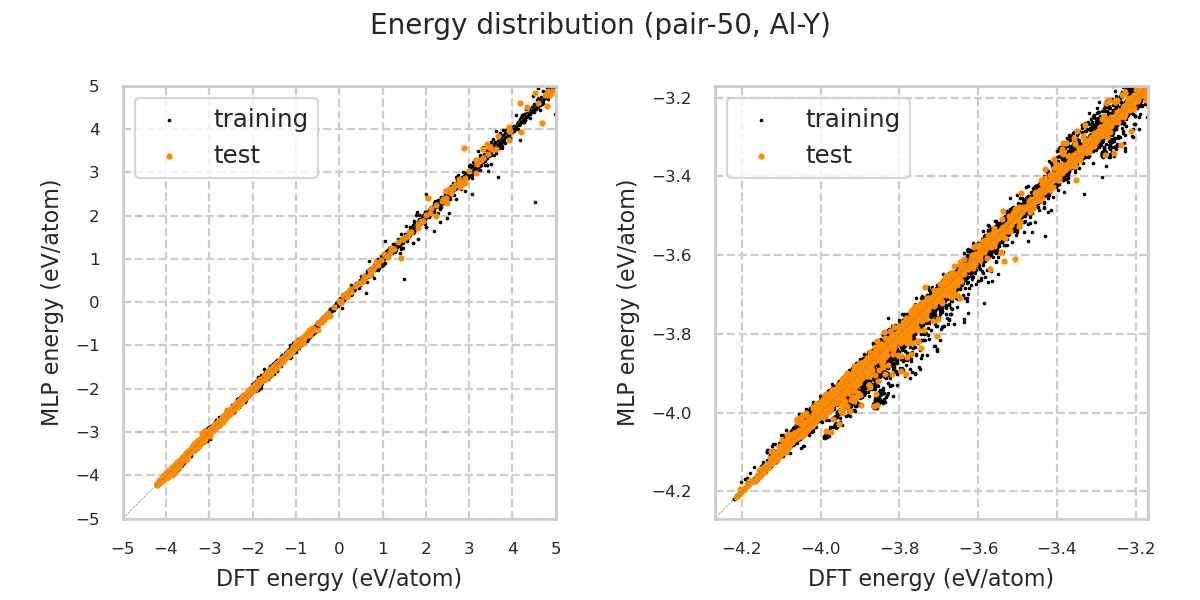 Energy distribution (pair-50, Al-Y)
training
test
5
4
3
2
1
0
−1
−2
−3
−4
−5
MLP energy (eV/atom)
−5 −4 −3 −2 −1 0 1 2 3 4 5
DFT energy (eV/atom)
training
test
−3.2
−3.4
−3.6
−3.8
−4.0
−4.2
MLP energy (eV/atom)
−4.2 −4.0 −3.8 −3.6 −3.4 −3.2
DFT energy (eV/atom)